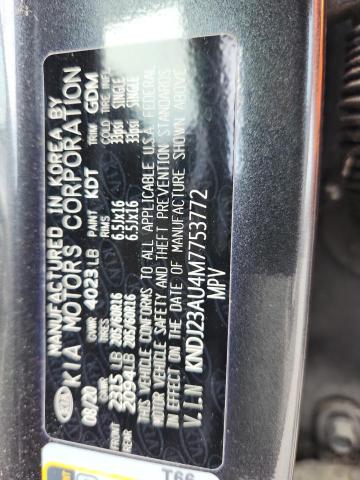 MANUFACTURED IN KOREA BY
KIA MOTORS CORPORATION
08/20 GVWR 4023 LB PAINT KDT TRIM GDM
GAWR TIRES RIMS COLD TIRE INF.
FRONT 2315 LB 205/60R16 6.5Jx16 33psi SINGLE
REAR 2094 LB 205/60R16 6.5Jx16 33psi SINGLE
THIS VEHICLE CONFORMS TO ALL APPLICABLE U.S.A. FEDERAL
MOTOR VEHICLE SAFETY AND THEFT PREVENTION STANDARDS
IN EFFECT ON THE DATE OF MANUFACTURE SHOWN ABOVE
V.I.N KNDJ23AU4M7753772
MPV
T66